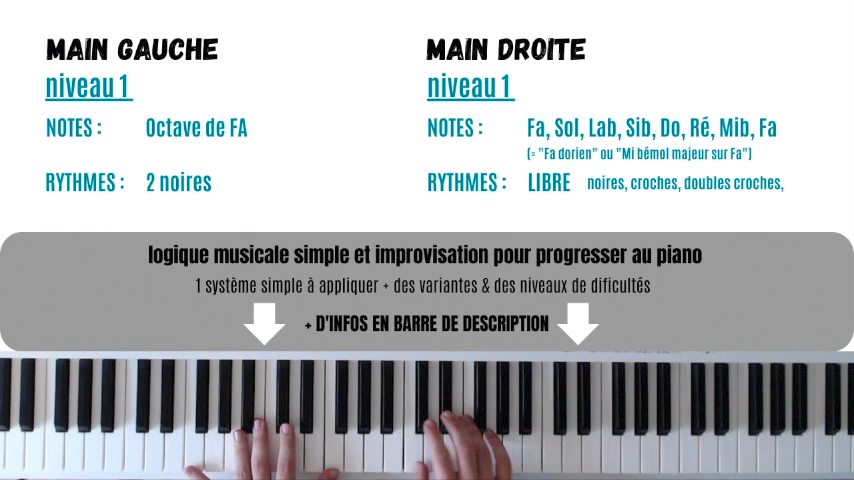 MAIN GAUCHE
niveau 1
NOTES : Octave de FA
RYTHMES : 2 noires
MAIN DROITE
niveau 1
NOTES : Fa, Sol, Lab, Sib, Do, Ré, Mib, Fa
(= "Fa dorien" ou "Mi bémol majeur sur Fa")
RYTHMES : LIBRE noires, croches, doubles croches,
logique musicale simple et improvisation pour progresser au piano
1 système simple à appliquer + des variantes & des niveaux de dificultés
+ D'INFOS EN BARRE DE DESCRIPTION